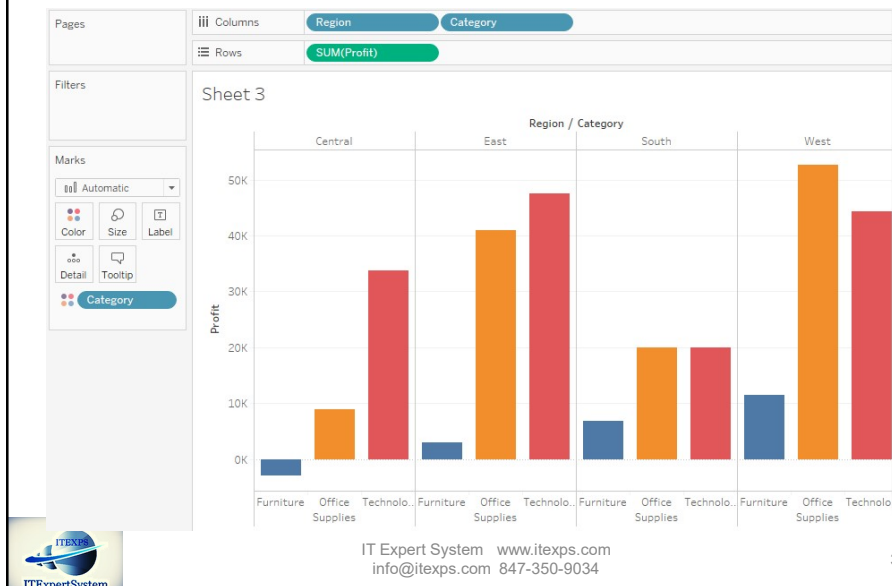 Pages
Columns Region Category
Rows SUM(Profit)
Filters
Sheet 3
Region / Category
Central East South West
Marks
Automatic
Color Size Label
Detail Tooltip
Category
Profit
50K
40K
30K
20K
10K
0K
Furniture Office Supplies Technolo.. Furniture Office Supplies Technolo.. Furniture Office Supplies Technolo.. Furniture Office Supplies Technolo
ITEXPS
ITExpertSystem
IT Expert System www.itexps.com
info@itexps.com 847-350-9034